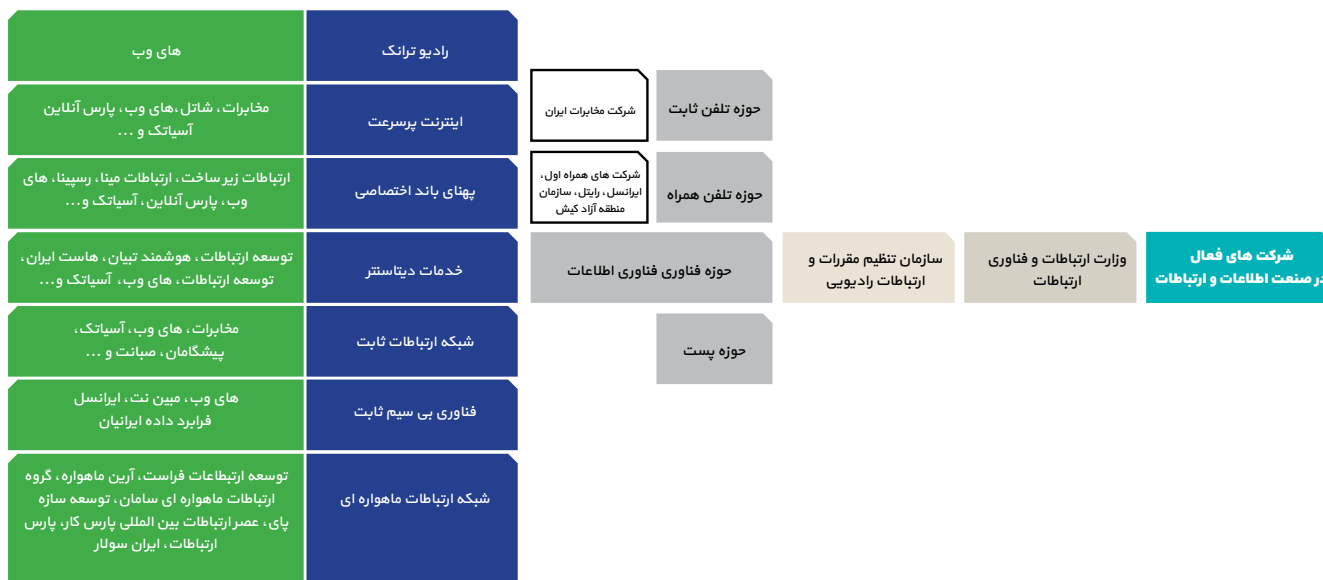 شرکت های فعال
در صنعت اطلاعات و ارتباطات
وزارت ارتباطات و فناوری
ارتباطات
سازمان تنظیم مقررات و
ارتباطات رادیویی
حوزه تلفن ثابت
شرکت مخابرات ایران
حوزه تلفن همراه
شرکت های همراه اول،
ایرانسل، رایتل، سازمان
منطقه آزاد کیش
حوزه فناوری فناوری اطلاعات
حوزه پست
رادیو ترانک
های وب
اینترنت پرسرعت
مخابرات، شاتل،های وب، پارس آنلاین
آسیاتک و ...
پهنای باند اختصاصی
ارتباطات زیر ساخت، ارتباطات مینا، رسپینا، های
وب، پارس آنلاین، آسیاتک و...
خدمات دیتاسنتر
توسعه ارتباطات، هوشمند تبیان، هاست ایران،
توسعه ارتباطات، های وب، آسیاتک و...
شبکه ارتباطات ثابت
مخابرات، های وب، آسیاتک،
پیشگامان، صبانت و ...
فناوری بی سیم ثابت
های وب، مبین نت، ایرانسل
فرابرد داده ایرانیان
شبکه ارتباطات ماهواره ای
توسعه ارتبطاعات فراست، آرین ماهواره، گروه
ارتباطات ماهواره ای سامان، توسعه سازه
پای، عصر ارتباطات بین المللی پارس کار، پارس
ارتباطات، ایران سولار